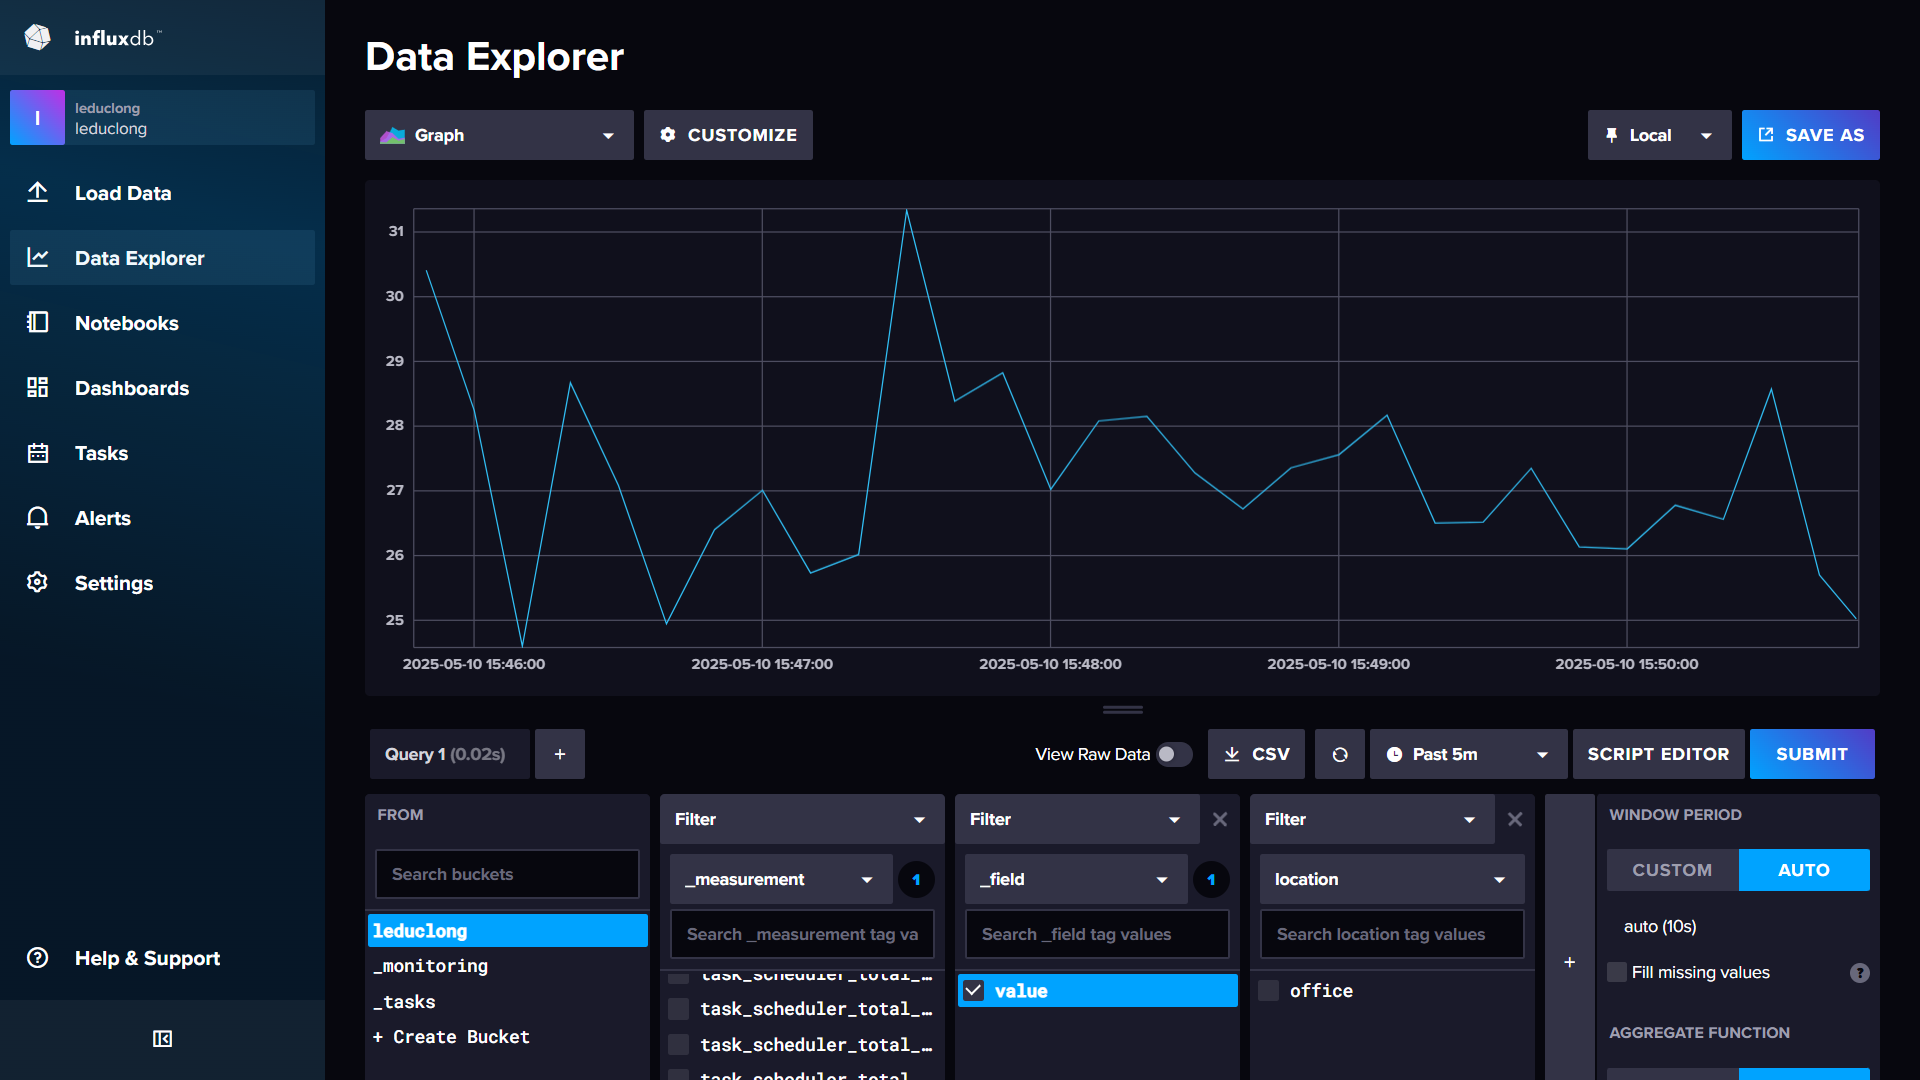 influxdb™
I
leduclong
leduclong
Load Data
Data Explorer
Notebooks
Dashboards
Tasks
Alerts
Settings
Help & Support
Data Explorer
Graph
CUSTOMIZE
Local
SAVE AS
31
30
29
28
27
26
25
2025-05-10 15:46:00
2025-05-10 15:47:00
2025-05-10 15:48:00
2025-05-10 15:49:00
2025-05-10 15:50:00
Query 1 (0.02s)
+
View Raw Data
CSV
Past 5m
SCRIPT EDITOR
SUBMIT
FROM
Search buckets
leduclong
_monitoring
_tasks
+ Create Bucket
Filter
_measurement
1
Search _measurement tag va
task_scheduler_total_…
task_scheduler_total_…
task_scheduler_total_…
task_scheduler_total
Filter
_field
1
Search _field tag values
value
Filter
location
Search location tag values
office
+
WINDOW PERIOD
CUSTOM
AUTO
auto (10s)
Fill missing values
?
AGGREGATE FUNCTION